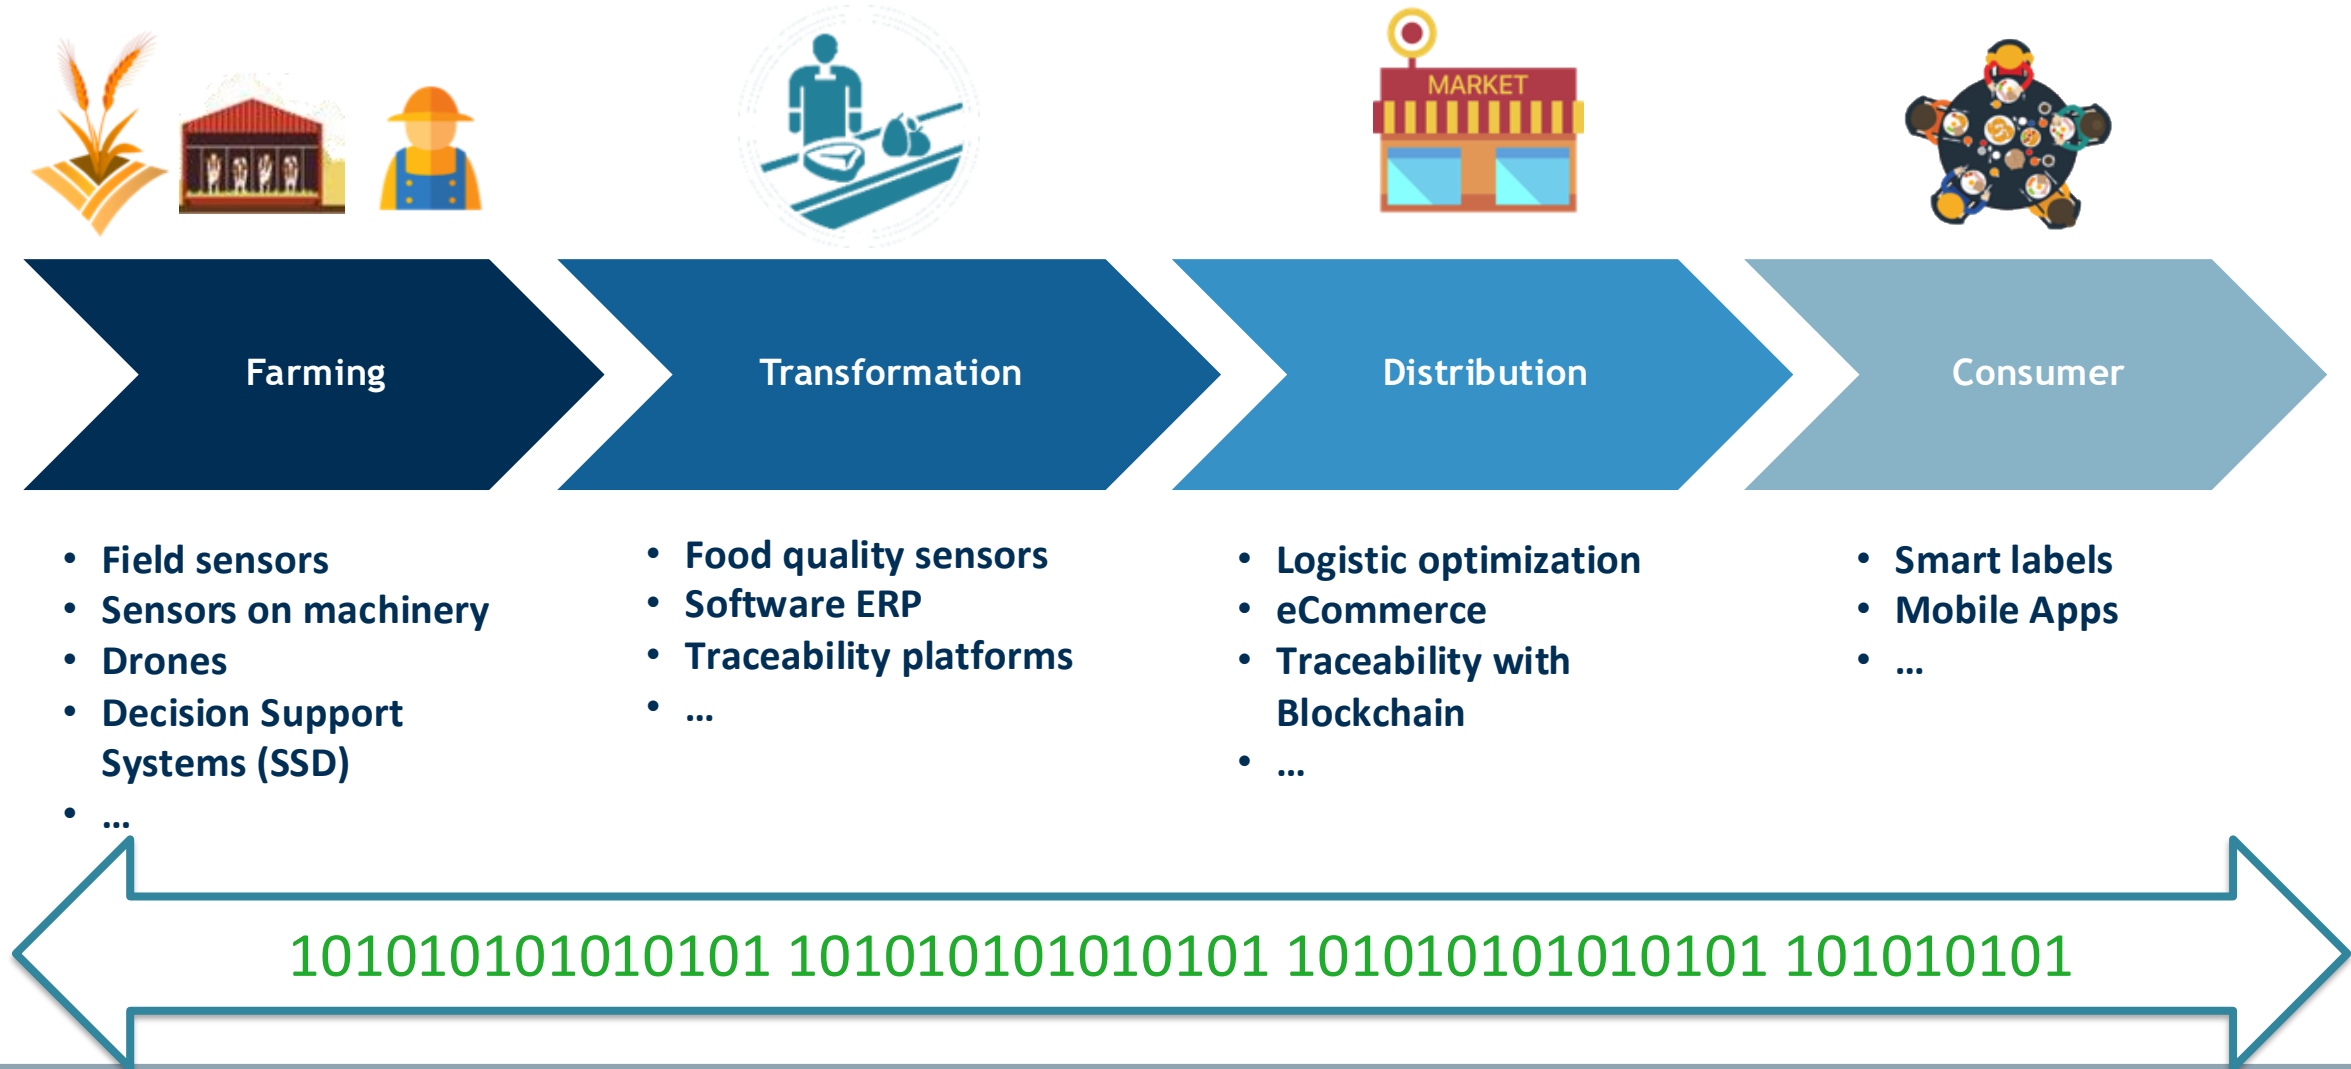 MARKET
Farming
Transformation
Distribution
Consumer
• Field sensors
• Sensors on machinery
• Drones
• Decision Support
Systems (SSD)
• ...
• Food quality sensors
• Software ERP
• Traceability platforms
• ...
• Logistic optimization
• eCommerce
• Traceability with
Blockchain
• ...
• Smart labels
• Mobile Apps
• ...
101010101010101 101010101010101 101010101010101 101010101